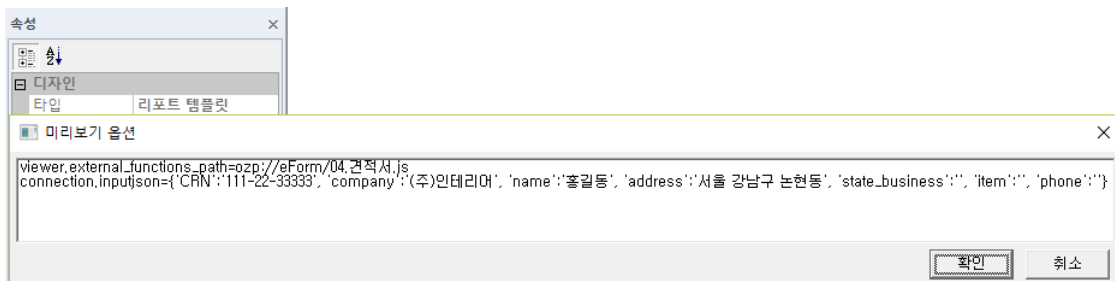 속성
디자인
타입 리포트 템플릿
미리보기 옵션
viewer.external_functions_path=ozp://eForm/04.견적서.js
connection.inputjson={'CRN':'111-22-33333', 'company':'(주)인테리어', 'name':'홍길동', 'address':'서울 강남구 논현동', 'state_business':'', 'item':'', 'phone':''}
확인 취소